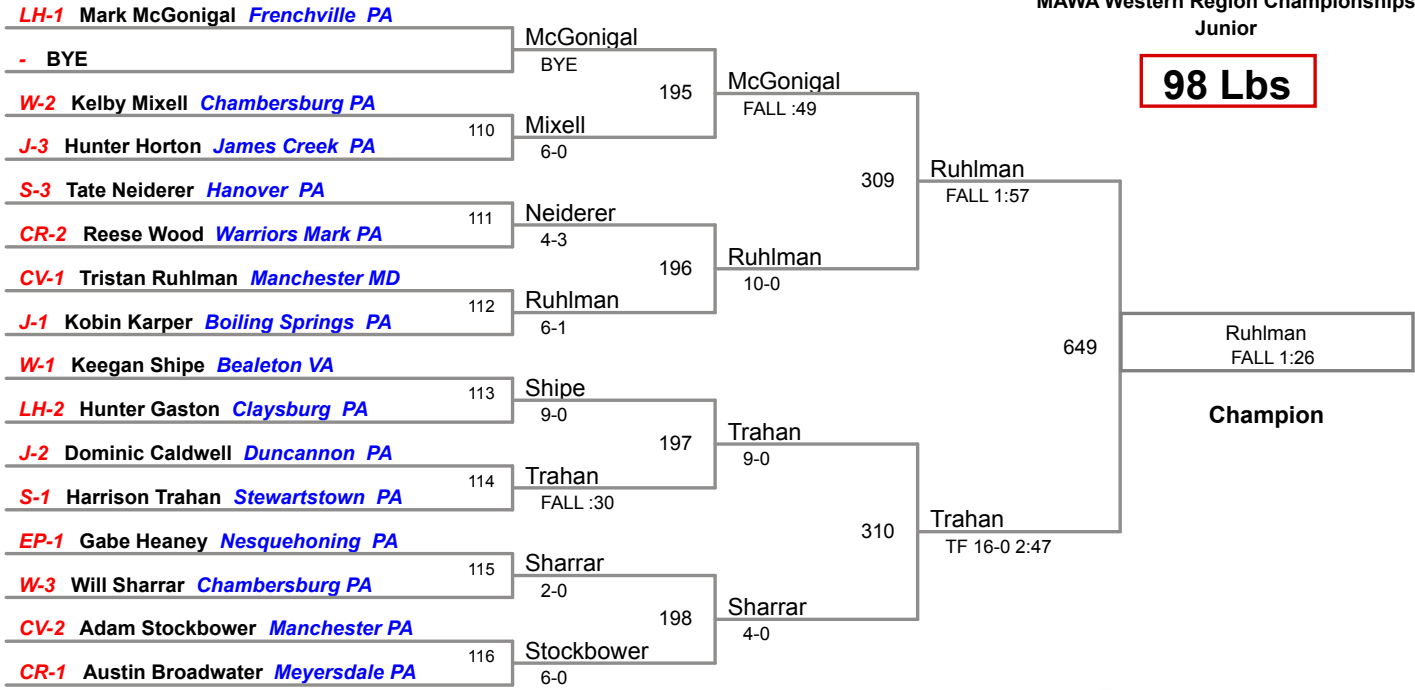 MAWA Western Region Championships
Junior
98 Lbs
LH-1 Mark McGonigal Frenchville PA
- BYE
W-2 Kelby Mixell Chambersburg PA
J-3 Hunter Horton James Creek PA
S-3 Tate Neiderer Hanover PA
CR-2 Reese Wood Warriors Mark PA
CV-1 Tristan Ruhlman Manchester MD
J-1 Kobin Karper Boiling Springs PA
W-1 Keegan Shipe Bealeton VA
LH-2 Hunter Gaston Claysburg PA
J-2 Dominic Caldwell Duncannon PA
S-1 Harrison Trahan Stewartstown PA
EP-1 Gabe Heaney Nesquehoning PA
W-3 Will Sharrar Chambersburg PA
CV-2 Adam Stockbower Manchester PA
CR-1 Austin Broadwater Meyersdale PA
110
111
112
113
114
115
116
McGonigal
BYE
Mixell
6-0
Neiderer
4-3
Ruhlman
6-1
Shipe
9-0
Trahan
FALL :30
Sharrar
2-0
Stockbower
6-0
195
196
197
198
McGonigal
FALL :49
Ruhlman
10-0
Trahan
9-0
Sharrar
4-0
309
310
Ruhlman
FALL 1:57
Trahan
TF 16-0 2:47
649
Ruhlman
FALL 1:26
Champion